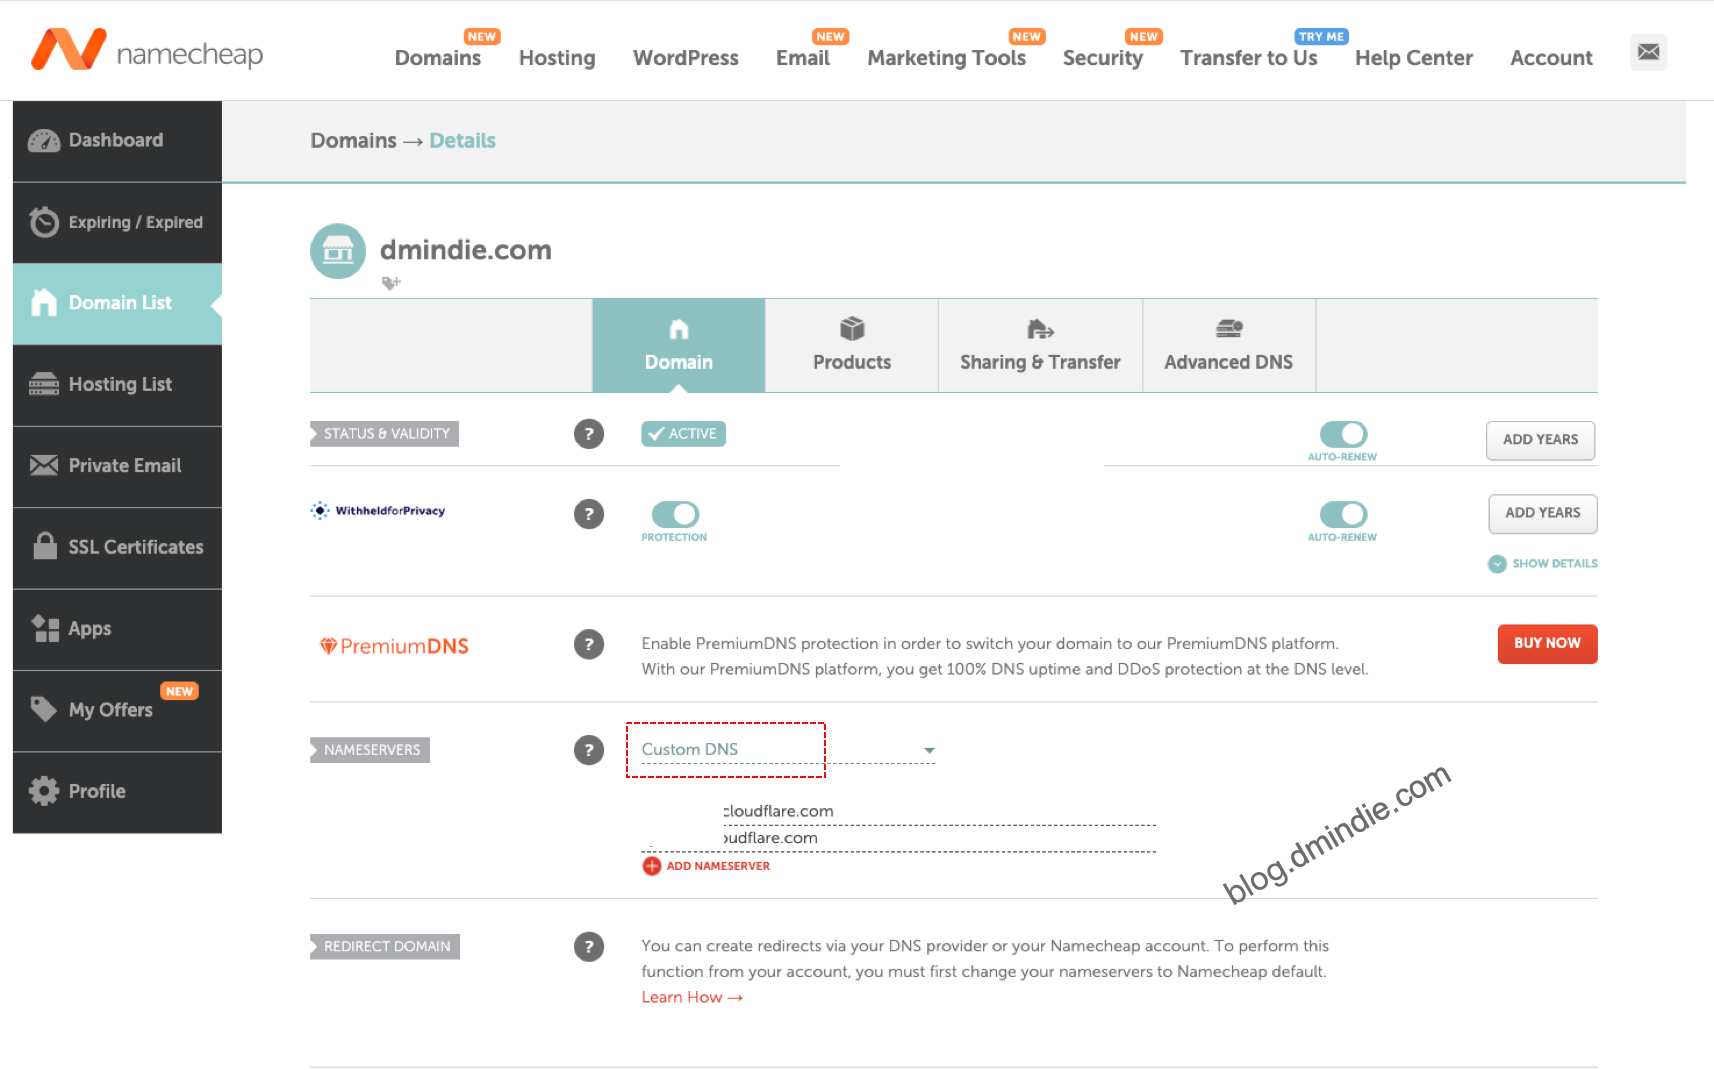 namecheap
Domains NEW
Hosting
WordPress
Email NEW
Marketing Tools NEW
Security NEW
Transfer to Us TRY ME
Help Center
Account
Dashboard
Expiring / Expired
Domain List
Hosting List
Private Email
SSL Certificates
Apps
My Offers NEW
Profile
Domains → Details
dmindie.com
Domain
Products
Sharing & Transfer
Advanced DNS
STATUS & VALIDITY
?
ACTIVE
AUTO-RENEW
ADD YEARS
WithheldforPrivacy
?
PROTECTION
AUTO-RENEW
ADD YEARS
SHOW DETAILS
PremiumDNS
?
Enable PremiumDNS protection in order to switch your domain to our PremiumDNS platform.
With our PremiumDNS platform, you get 100% DNS uptime and DDoS protection at the DNS level.
BUY NOW
NAMESERVERS
?
Custom DNS
cloudflare.com
oudflare.com
ADD NAMESERVER
blog.dmindie.com
REDIRECT DOMAIN
?
You can create redirects via your DNS provider or your Namecheap account. To perform this
function from your account, you must first change your nameservers to Namecheap default.
Learn How →